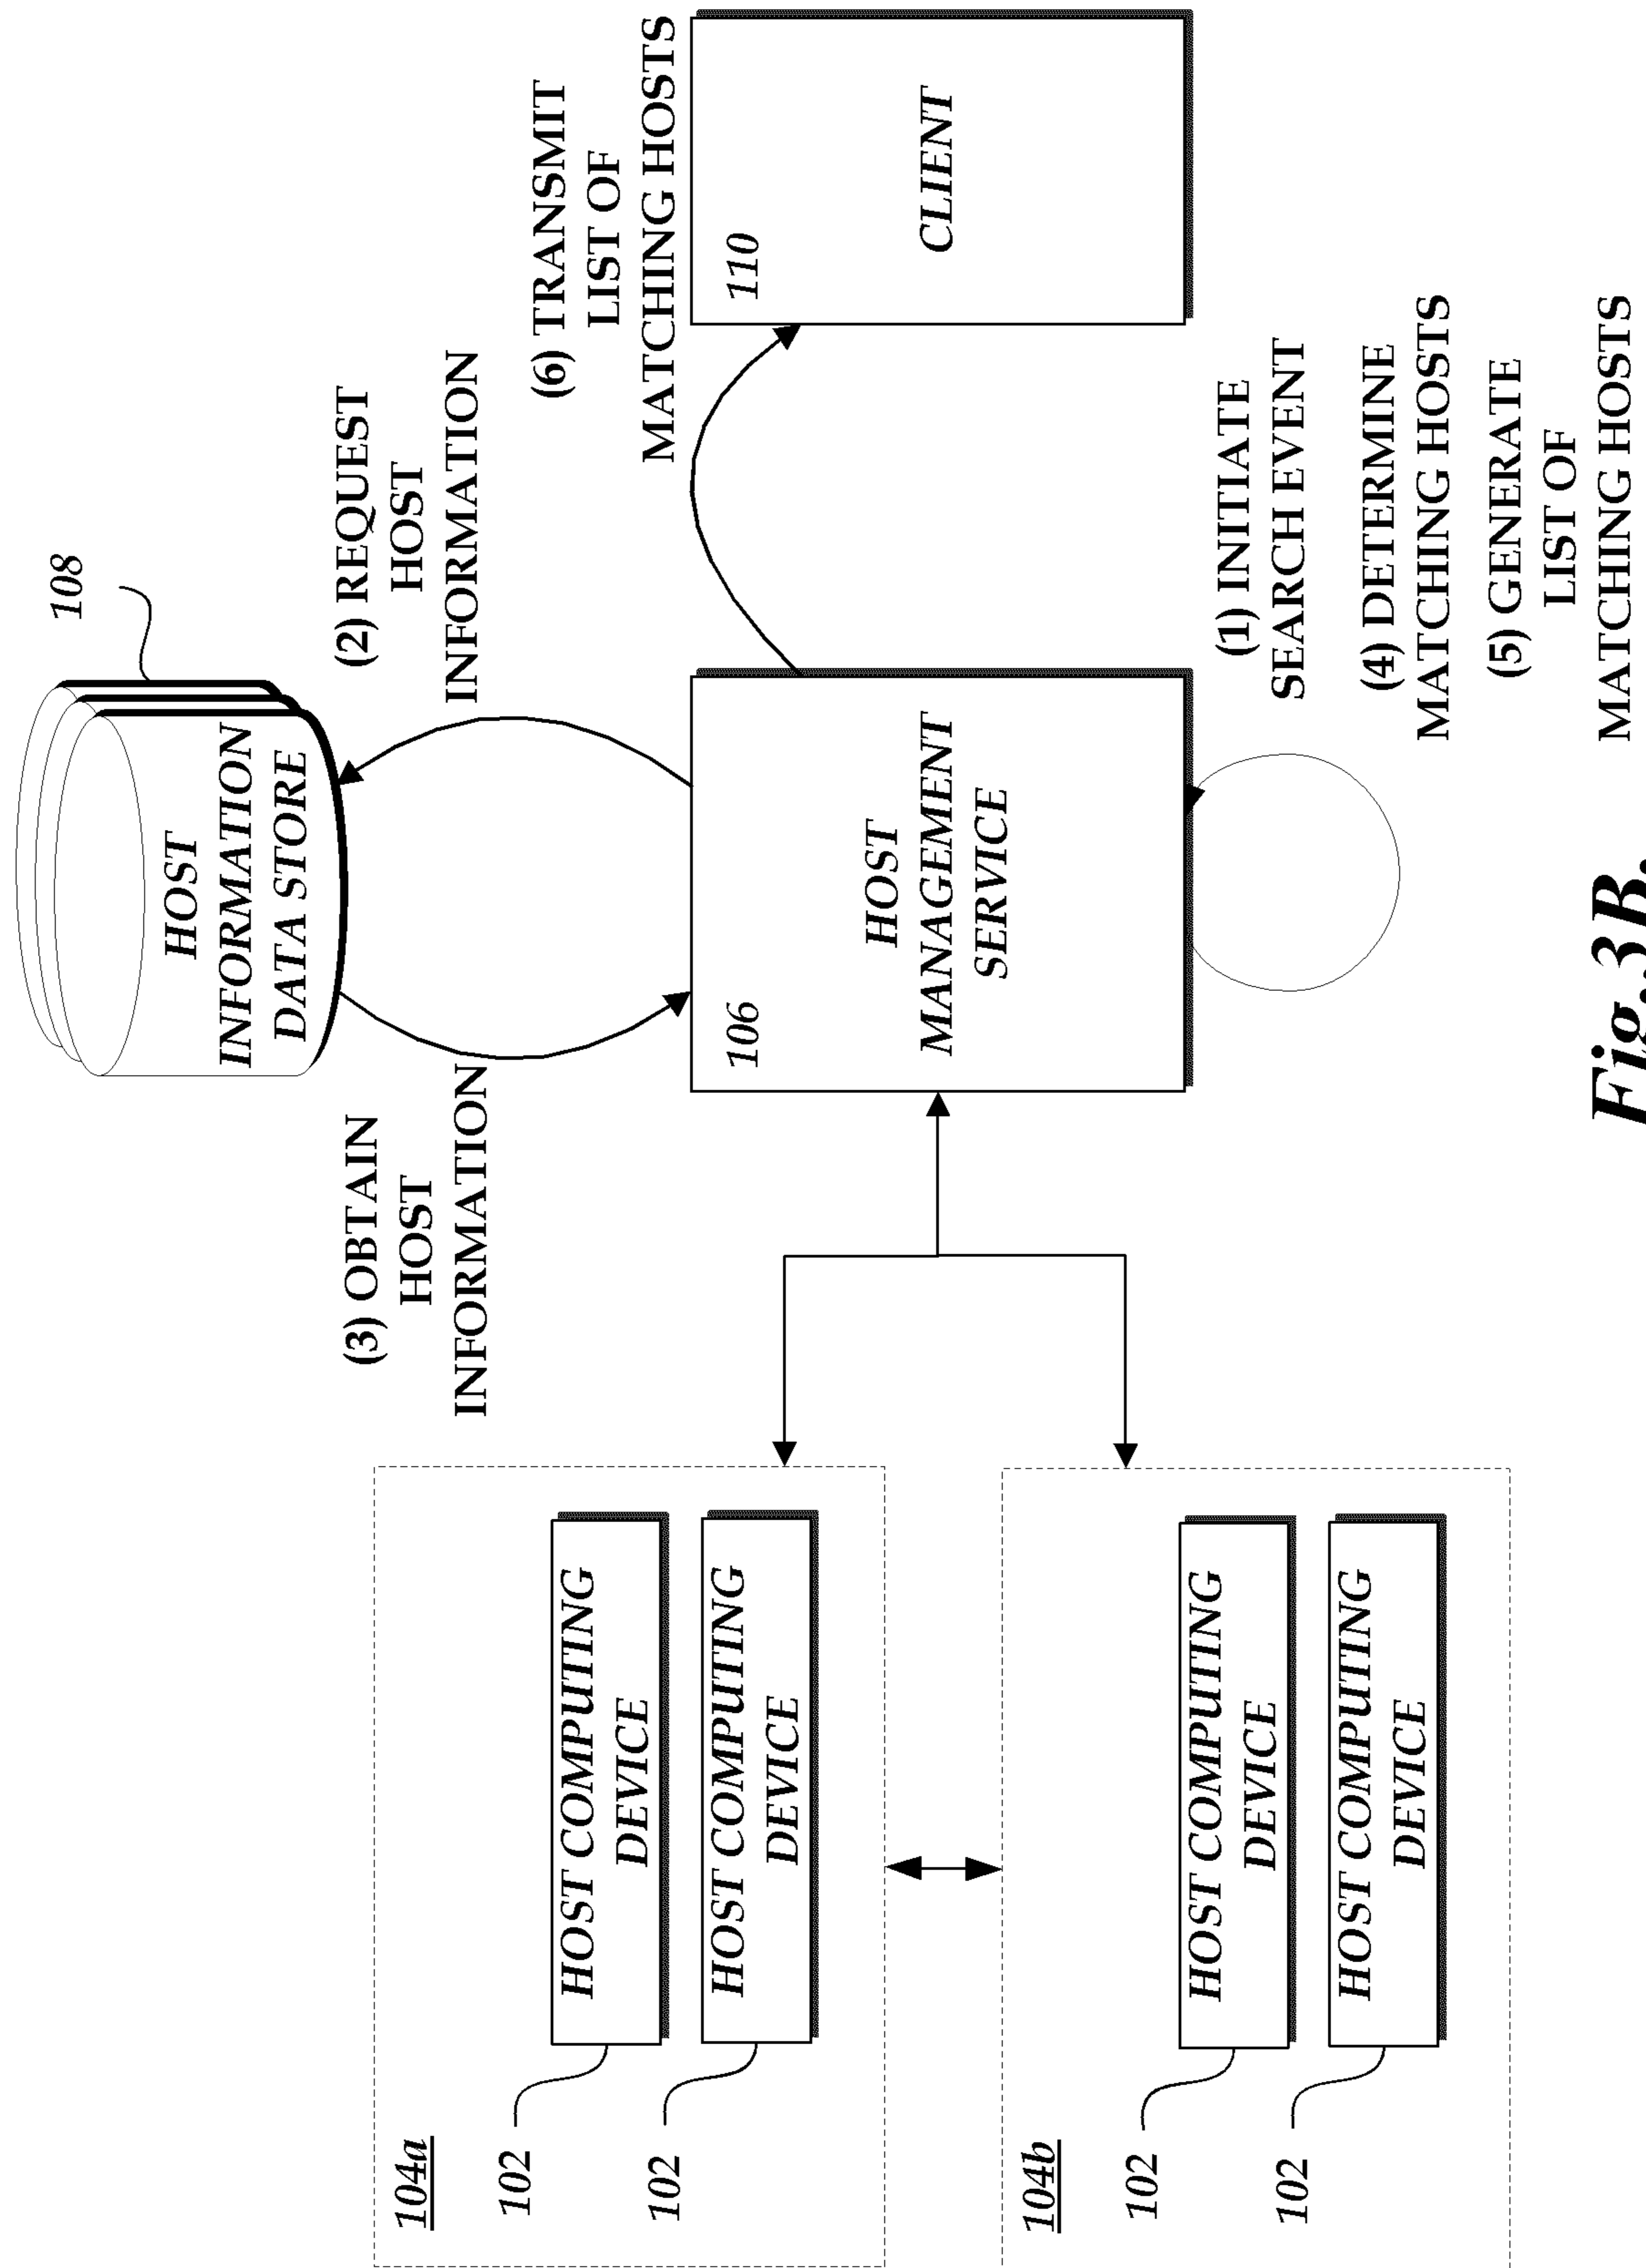 108
HOST
INFORMATION
DATA STORE
(2) REQUEST
HOST
INFORMATION
(3) OBTAIN
HOST
INFORMATION
(6) TRANSMIT
LIST OF
MATCHING HOSTS
104a
102
HOST COMPUTING
DEVICE
102
HOST COMPUTING
DEVICE
106
HOST
MANAGEMENT
SERVICE
110
CLIENT
104b
102
HOST COMPUTING
DEVICE
102
HOST COMPUTING
DEVICE
(1) INITIATE
SEARCH EVENT
(4) DETERMINE
MATCHING HOSTS
(5) GENERATE
LIST OF
MATCHING HOSTS
Fig.3B.